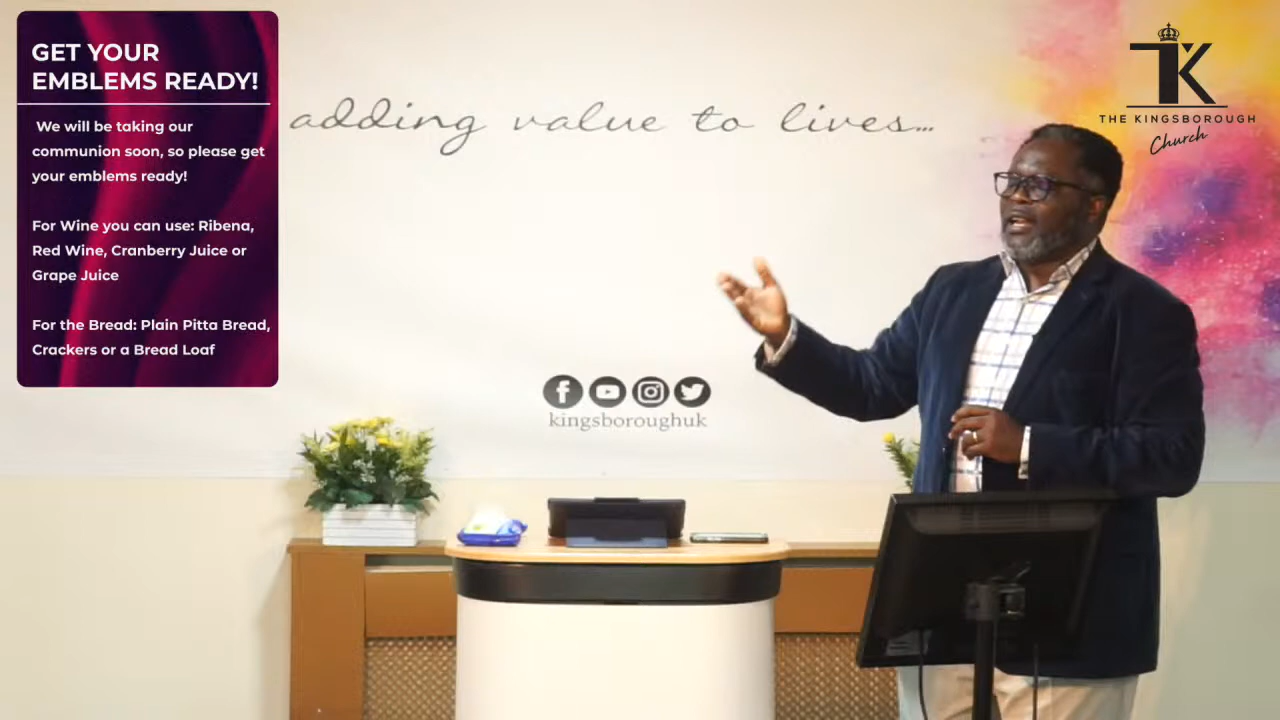 GET YOUR
EMBLEMS READY!
We will be taking our
communion soon, so please get
your emblems ready!
For Wine you can use: Ribena,
Red Wine, Cranberry Juice or
Grape Juice
For the Bread: Plain Pitta Bread,
Crackers or a Bread Loaf
adding value to lives...
kingsboroughuk
TK
THE KINGSBOROUGH
Church